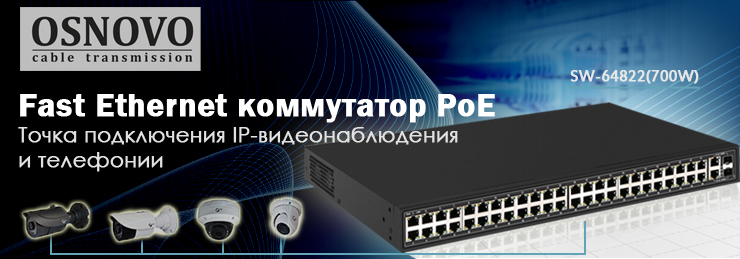 OSNOVO
cable transmission
SW-64822(700W)
Fast Ethernet коммутатор PoE
Точка подключения IP-видеонаблюдения
и телефонии